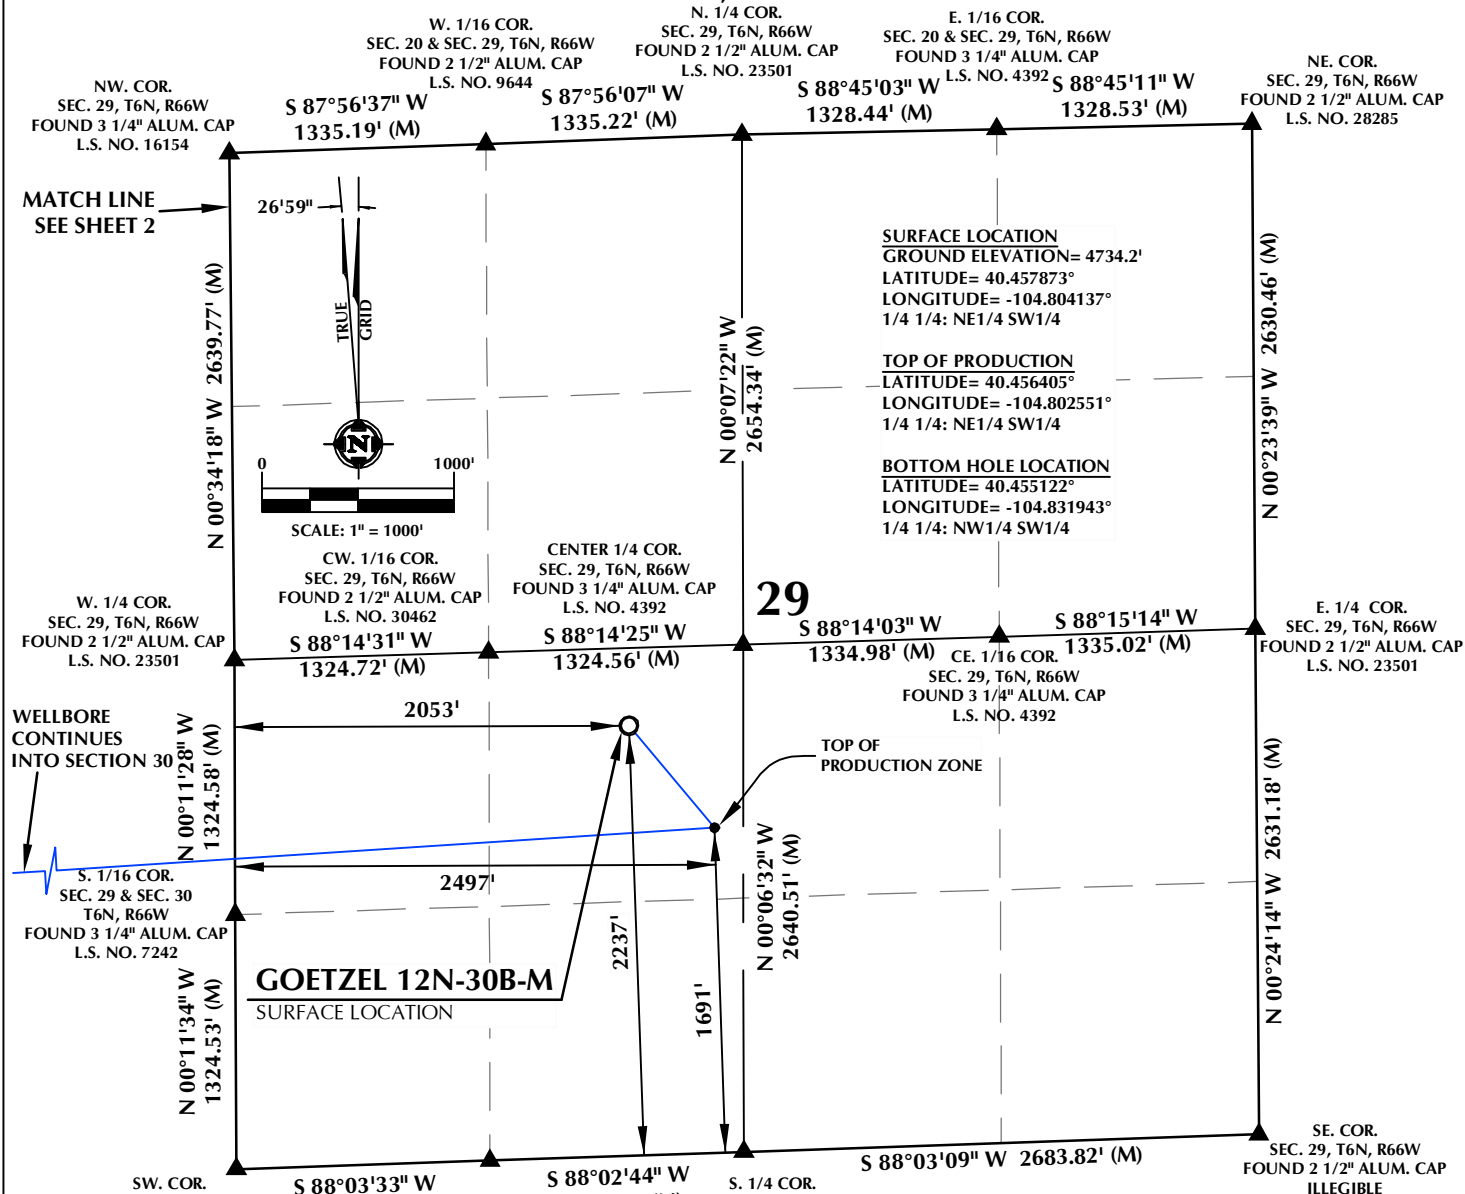 W. 1/16 COR.
SEC. 20 & SEC. 29, T6N, R66W
FOUND 2 1/2" ALUM. CAP
L.S. NO. 9644
N. 1/4 COR.
SEC. 29, T6N, R66W
FOUND 2 1/2" ALUM. CAP
L.S. NO. 23501
E. 1/16 COR.
SEC. 20 & SEC. 29, T6N, R66W
FOUND 3 1/4" ALUM. CAP
L.S. NO. 4392
NE. COR.
SEC. 29, T6N, R66W
FOUND 2 1/2" ALUM. CAP
L.S. NO. 28285
NW. COR.
SEC. 29, T6N, R66W
FOUND 3 1/4" ALUM. CAP
L.S. NO. 16154
S 87°56'37" W
1335.19' (M)
S 87°56'07" W
1335.22' (M)
S 88°45'03" W
1328.44' (M)
S 88°45'11" W
1328.53' (M)
MATCH LINE
SEE SHEET 2
26'59"
TRUE
GRID
N
0 1000'
SCALE: 1" = 1000'
N 00°34'18" W 2639.77' (M)
N 00°07'22" W
2654.34' (M)
N 00°23'39" W 2630.46' (M)
SURFACE LOCATION
GROUND ELEVATION= 4734.2'
LATITUDE= 40.457873°
LONGITUDE= -104.804137°
1/4 1/4: NE1/4 SW1/4
TOP OF PRODUCTION
LATITUDE= 40.456405°
LONGITUDE= -104.802551°
1/4 1/4: NE1/4 SW1/4
BOTTOM HOLE LOCATION
LATITUDE= 40.455122°
LONGITUDE= -104.831943°
1/4 1/4: NW1/4 SW1/4
CW. 1/16 COR.
SEC. 29, T6N, R66W
FOUND 2 1/2" ALUM. CAP
L.S. NO. 30462
CENTER 1/4 COR.
SEC. 29, T6N, R66W
FOUND 3 1/4" ALUM. CAP
L.S. NO. 4392
29
W. 1/4 COR.
SEC. 29, T6N, R66W
FOUND 2 1/2" ALUM. CAP
L.S. NO. 23501
E. 1/4 COR.
SEC. 29, T6N, R66W
FOUND 2 1/2" ALUM. CAP
L.S. NO. 23501
S 88°14'31" W
1324.72' (M)
S 88°14'25" W
1324.56' (M)
S 88°14'03" W
1334.98' (M)
S 88°15'14" W
1335.02' (M)
CE. 1/16 COR.
SEC. 29, T6N, R66W
FOUND 3 1/4" ALUM. CAP
L.S. NO. 4392
WELLBORE
CONTINUES
INTO SECTION 30
N 00°11'28" W
1324.58' (M)
2053'
TOP OF
PRODUCTION ZONE
2497'
S. 1/16 COR.
SEC. 29 & SEC. 30
T6N, R66W
FOUND 3 1/4" ALUM. CAP
L.S. NO. 7242
2237'
1691'
N 00°06'32" W
2640.51' (M)
N 00°24'14" W 2631.18' (M)
GOETZEL 12N-30B-M
SURFACE LOCATION
N 00°11'34" W
1324.53' (M)
SW. COR.
S 88°03'33" W
S 88°02'44" W
S. 1/4 COR.
S 88°03'09" W 2683.82' (M)
SE. COR.
SEC. 29, T6N, R66W
FOUND 2 1/2" ALUM. CAP
ILLEGIBLE